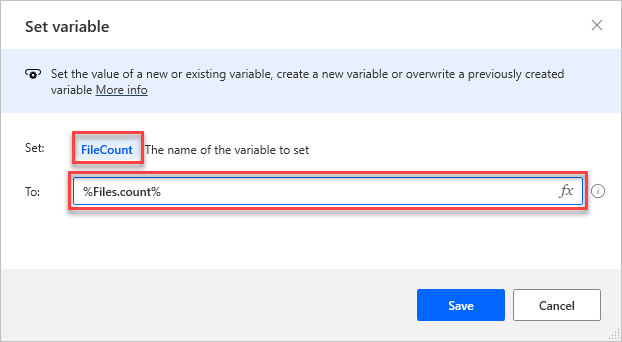 Set variable
Set the value of a new or existing variable, create a new variable or overwrite a previously created
variable More info
Set: FileCount The name of the variable to set
To: %Files.count% fx
Save Cancel